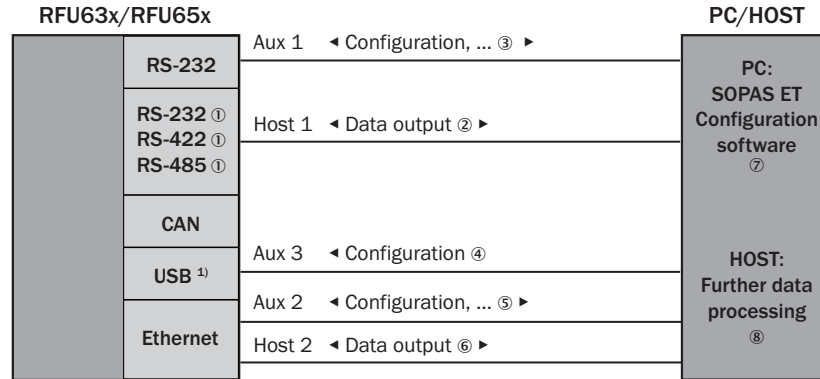 RFU63x/RFU65x
PC/HOST
RS-232
Aux 1 ◄ Configuration, ... ③ ►
RS-232 ①
RS-422 ①
RS-485 ①
Host 1 ◄ Data output ② ►
CAN
USB 1)
Aux 3 ◄ Configuration ④
Ethernet
Aux 2 ◄ Configuration, ... ⑤ ►
Host 2 ◄ Data output ⑥ ►
PC:
SOPAS ET
Configuration
software
⑦
HOST:
Further data
processing
⑧